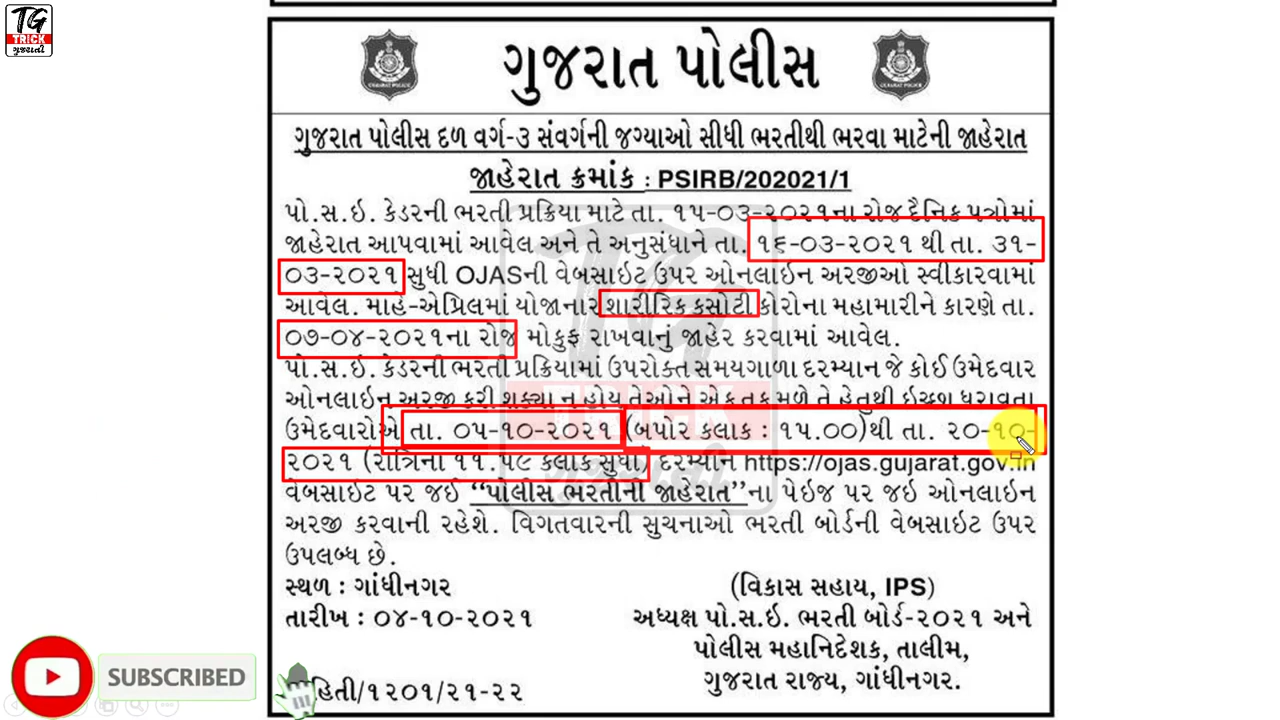 TG
TRICK
ગુજરાતી
ગુજરાત પોલીસ
GUJARAT POLICE
GUJARAT POLICE
ગુજરાત પોલીસ દળ વર્ગ-૩ સંવર્ગની જગ્યાઓ સીધી ભરતીથી ભરવા માટેની જાહેરાત
જાહેરાત ક્રમાંક : PSIRB/202021/1
પો.સ.ઇ. કેડરની ભરતી પ્રક્રિયા માટે તા. ૧૫-૦૩-૨૦૨૧ના રોજ દૈનિક પત્રોમાં
જાહેરાત આપવામાં આવેલ અને તે અનુસંધાને તા. ૧૬-૦૩-૨૦૨૧ થી તા. ૩૧-
૦૩-૨૦૨૧ સુધી OJASની વેબસાઇટ ઉપર ઓનલાઇન અરજીઓ સ્વીકારવામાં
આવેલ. માહે-એપ્રિલમાં યોજાનાર શારીરિક કસોટી કોરોના મહામારીને કારણે તા.
૦૭-૦૪-૨૦૨૧ના રોજ મોકુફ રાખવાનું જાહેર કરવામાં આવેલ.
પો.સ.ઇ. કેડરની ભરતી પ્રક્રિયામાં ઉપરોક્ત સમયગાળા દરમ્યાન જે કોઈ ઉમેદવાર
ઓનલાઇન અરજી કરી શક્યા ન હોય તેઓને એક તક મળે તે હેતુથી ઇચ્છા ધરાવતા
ઉમેદવારોએ તા. ૦૫-૧૦-૨૦૨૧ (બપોર કલાક : ૧૫.૦૦)થી તા. ૨૦-૧૦-
૨૦૨૧ (રાત્રિના ૧૧.૫૯ કલાક સુધી) દરમ્યાન https://ojas.gujarat.gov.in
વેબસાઇટ પર જઈ “પોલીસ ભરતીની જાહેરાત”ના પેઇજ પર જઇ ઓનલાઇન
અરજી કરવાની રહેશે. વિગતવારની સુચનાઓ ભરતી બોર્ડની વેબસાઇટ ઉપર
ઉપલબ્ધ છે.
સ્થળ : ગાંધીનગર
(વિકાસ સહાય, IPS)
તારીખ : ૦૪-૧૦-૨૦૨૧
અધ્યક્ષ પો.સ.ઇ. ભરતી બોર્ડ-૨૦૨૧ અને
પોલીસ મહાનિદેશક, તાલીમ,
ગુજરાત રાજ્ય, ગાંધીનગર.
SUBSCRIBED
/૧૨૦૧/૨૧-૨૨